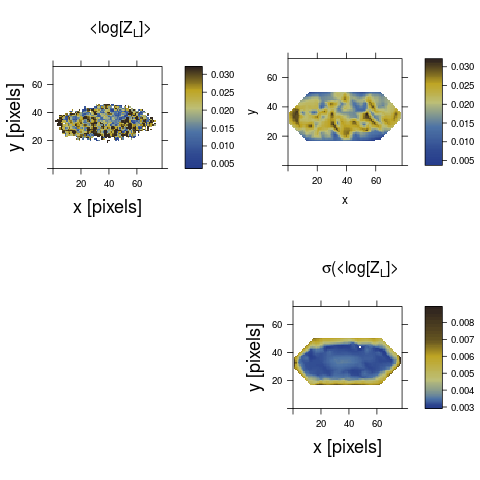 <log[Z_L]>
60
40
20
20 40 60
y [pixels]
x [pixels]
0.030
0.025
0.020
0.015
0.010
0.005
60
40
20
20 40 60
y
x
0.030
0.025
0.020
0.015
0.010
0.005
σ(<log[Z_L]>
60
40
20
20 40 60
y [pixels]
x [pixels]
0.008
0.007
0.006
0.005
0.004
0.003